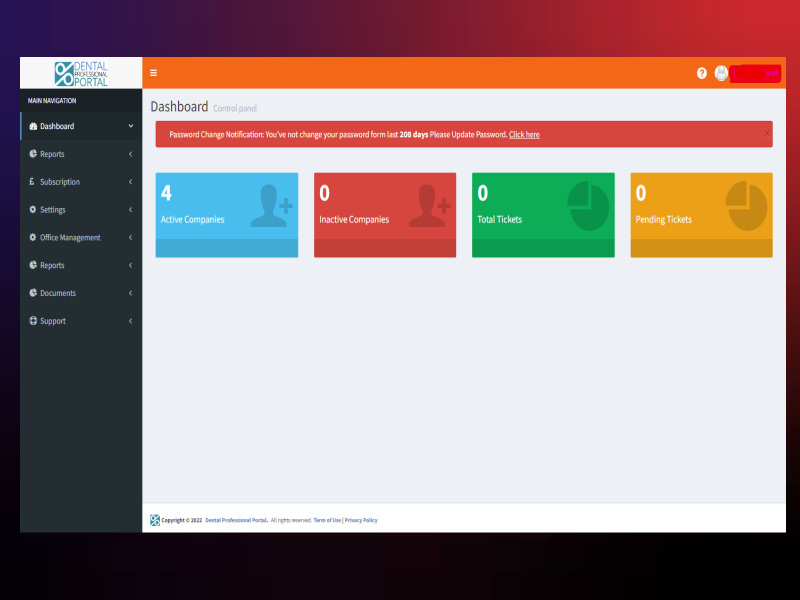 DENTAL
PROFESSIONAL
PORTAL
MAIN NAVIGATION
Dashboard
Reports
Subscription
Settings
Office Management
Reports
Documents
Support
Dashboard Control panel
Password Change Notification: You've not change your password form last 208 days Please Update Password. Click here
4
Active Companies
0
Inactive Companies
0
Total Tickets
0
Pending Tickets
Copyright © 2022 Dental Professional Portal. All rights reserved. Term of Use | Privacy Policy